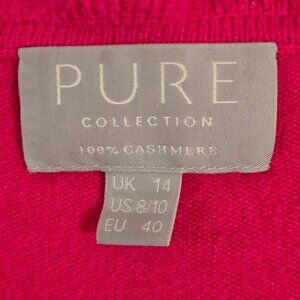 PURE
COLLECTION
100% CASHMERE
UK 14
US 8/10
EU 40